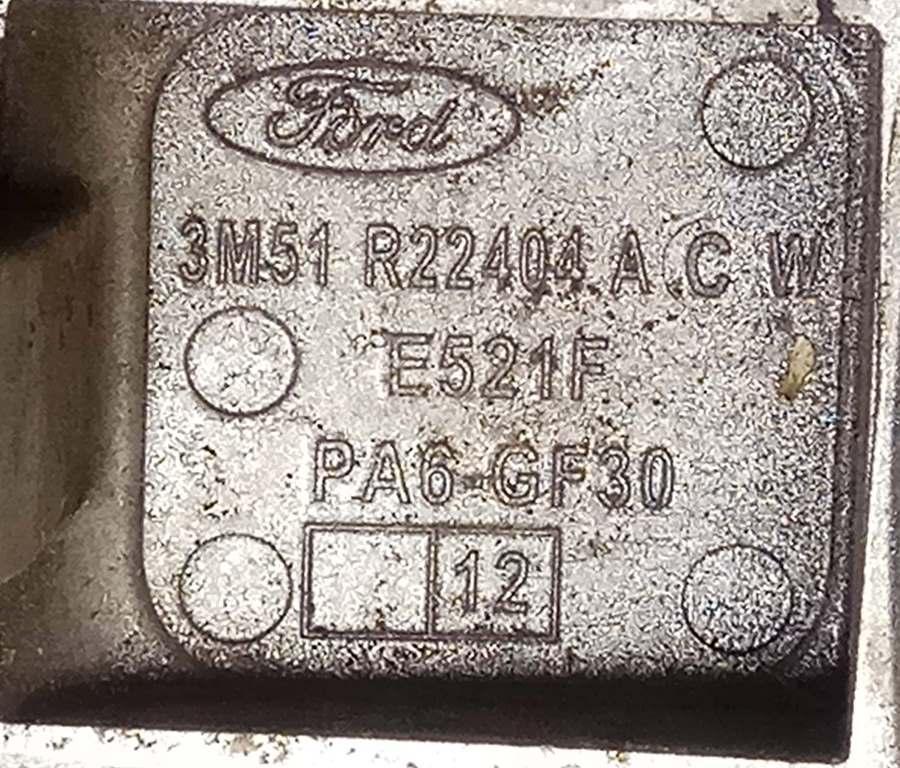 Ford
3M51 R22404 A C W
E521F
PA6-GF30
12